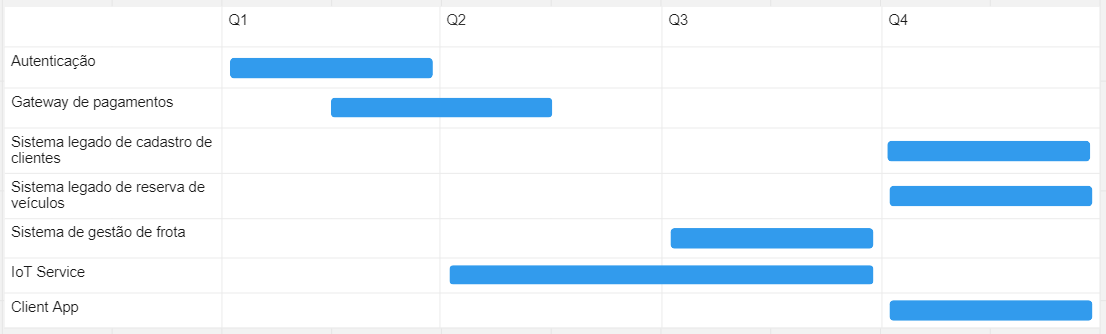 Q1 Q2 Q3 Q4
Autenticação
Gateway de pagamentos
Sistema legado de cadastro de
clientes
Sistema legado de reserva de
veículos
Sistema de gestão de frota
IoT Service
Client App